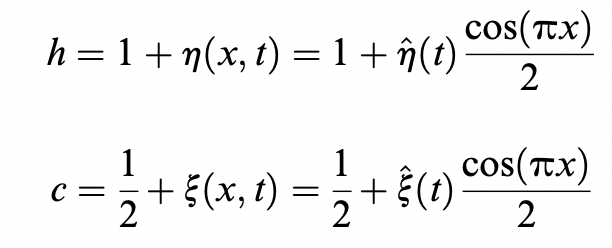 h = 1 + η(x, t) = 1 + η̂(t) cos(πx)/2
c = 1/2 + ξ(x, t) = 1/2 + ξ̂(t) cos(πx)/2